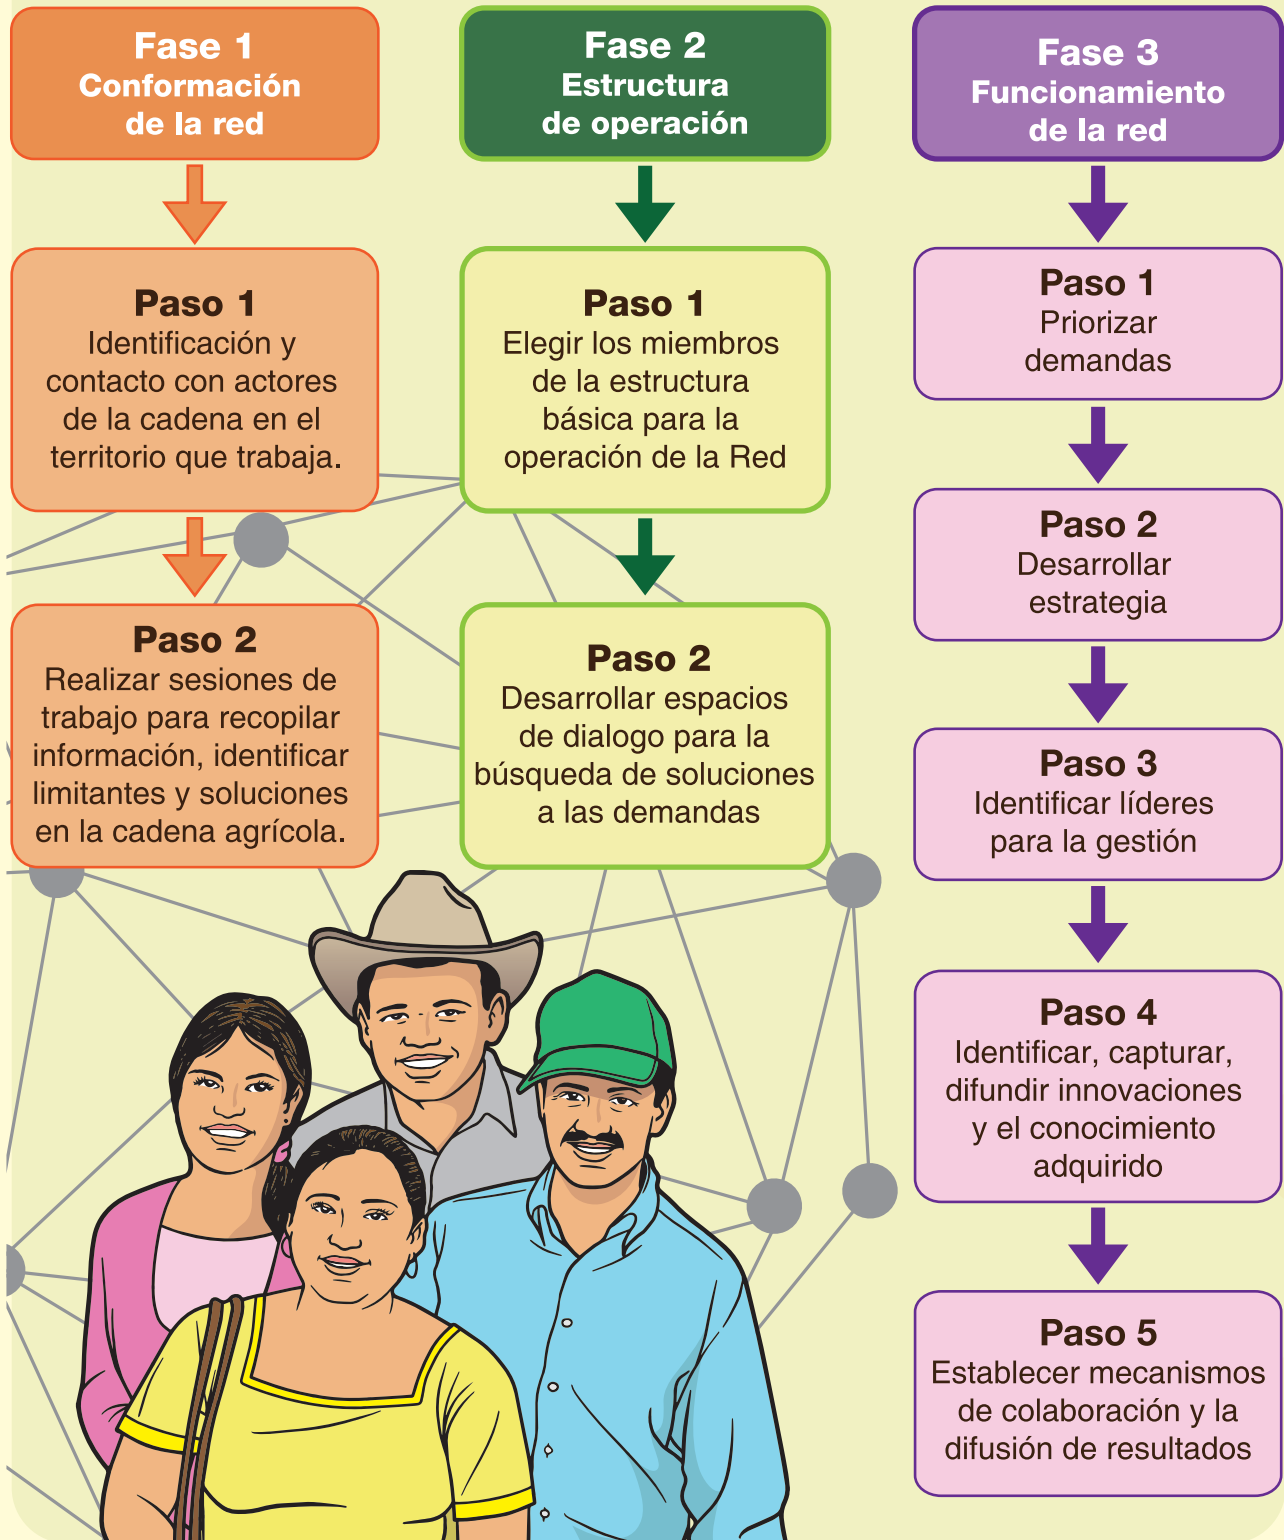 Fase 1
Conformación
de la red
Paso 1
Identificación y
contacto con actores
de la cadena en el
territorio que trabaja.
Paso 2
Realizar sesiones de
trabajo para recopilar
información, identificar
limitantes y soluciones
en la cadena agrícola.
Fase 2
Estructura
de operación
Paso 1
Elegir los miembros
de la estructura
básica para la
operación de la Red
Paso 2
Desarrollar espacios
de dialogo para la
búsqueda de soluciones
a las demandas
Fase 3
Funcionamiento
de la red
Paso 1
Priorizar
demandas
Paso 2
Desarrollar
estrategia
Paso 3
Identificar líderes
para la gestión
Paso 4
Identificar, capturar,
difundir innovaciones
y el conocimiento
adquirido
Paso 5
Establecer mecanismos
de colaboración y la
difusión de resultados